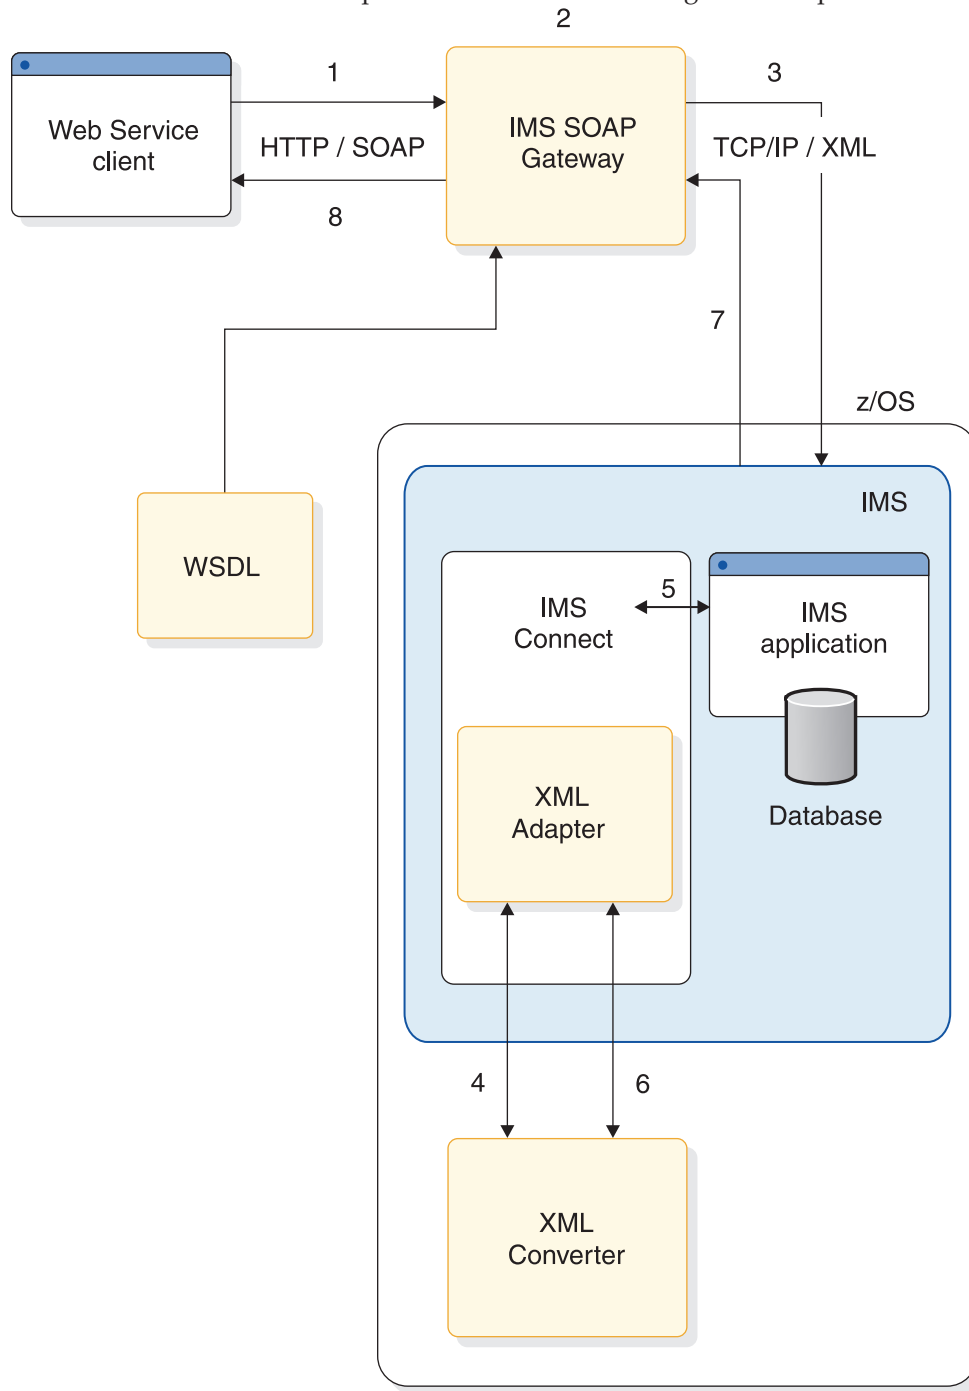 2
1
3
Web Service
client
HTTP / SOAP
IMS SOAP
Gateway
TCP/IP / XML
8
7
z/OS
IMS
WSDL
5
IMS
Connect
IMS
application
XML
Adapter
Database
4
6
XML
Converter